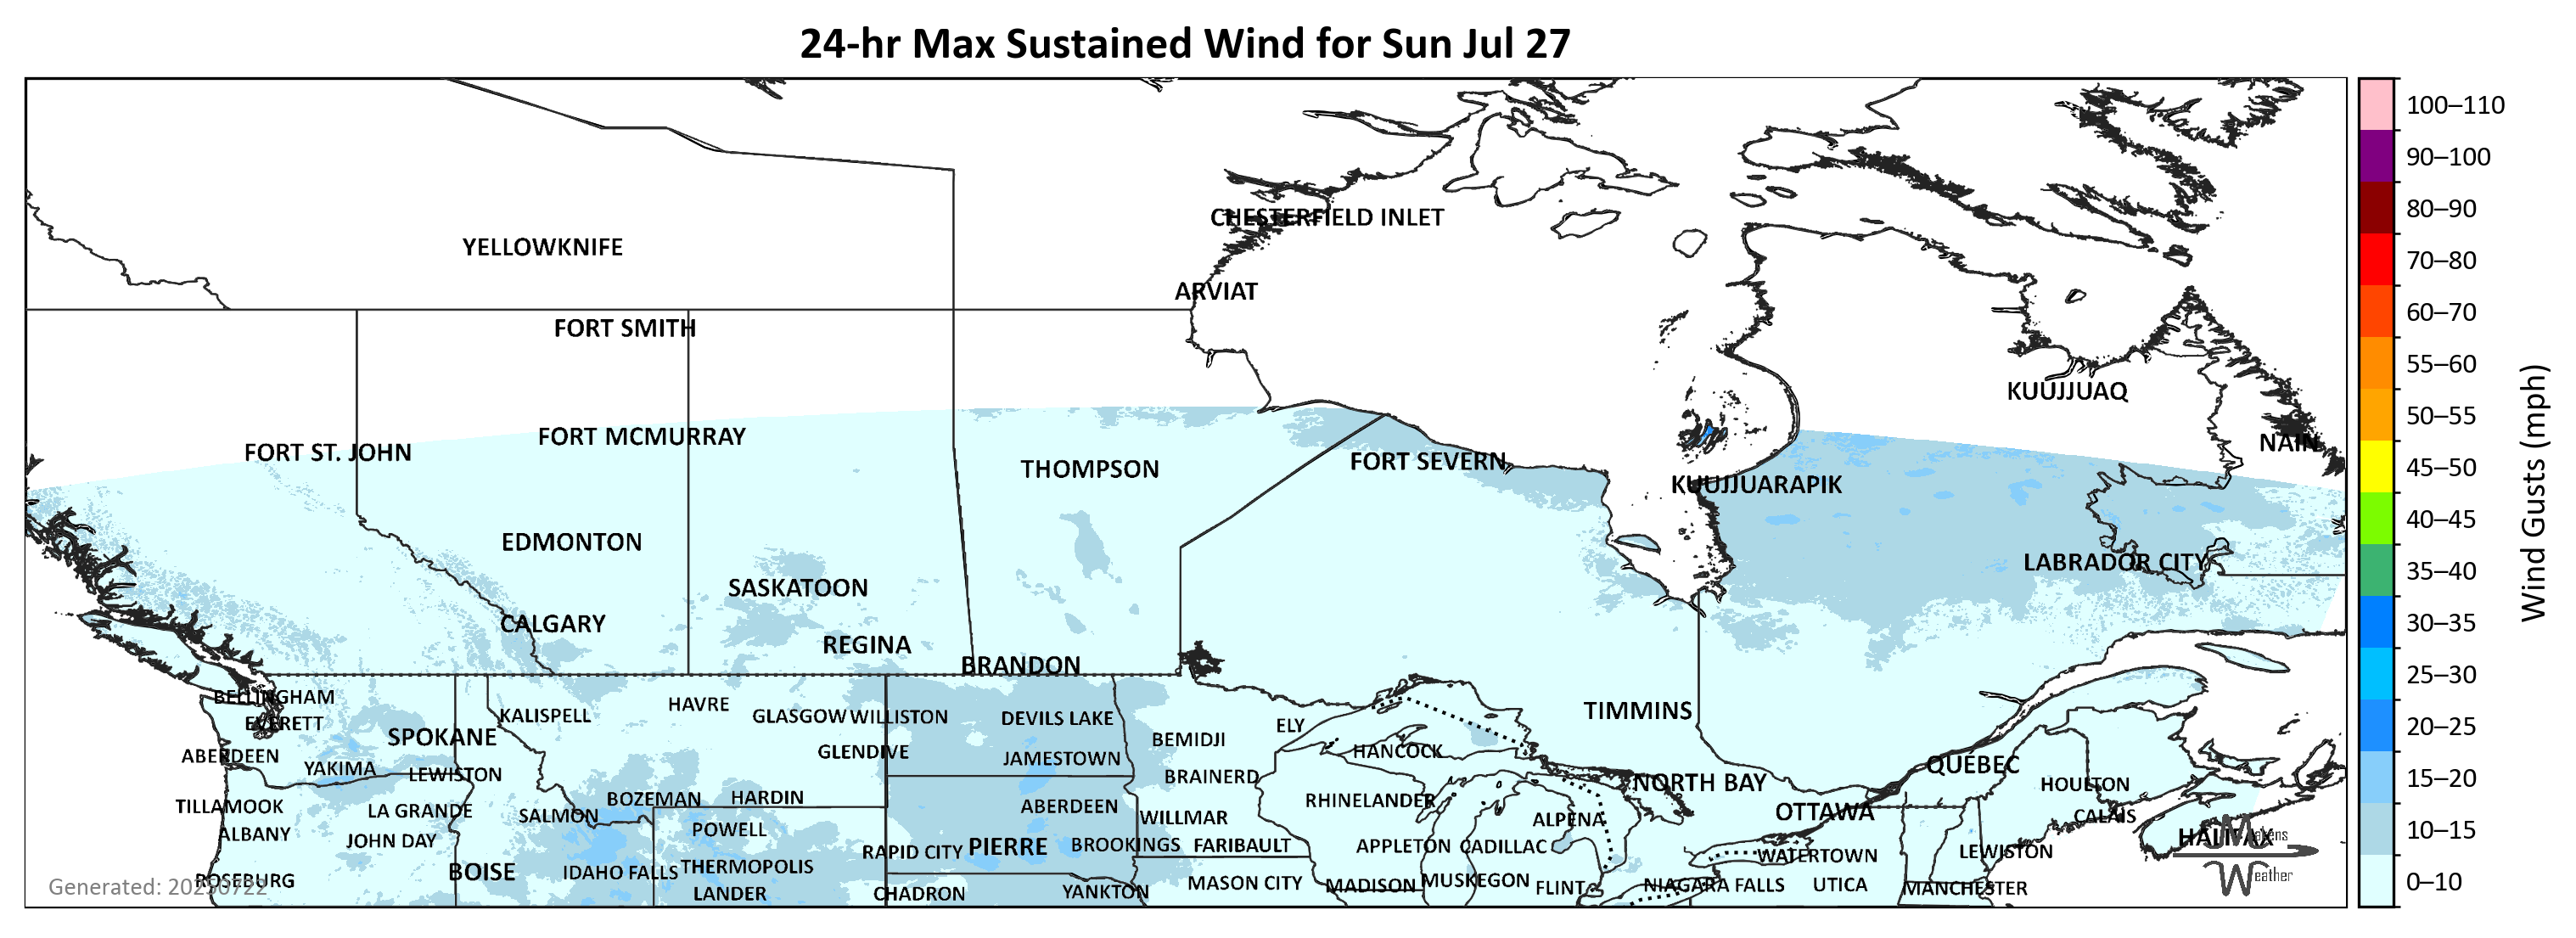 24-hr Max Sustained Wind for Sun Jul 27
100–110
90–100
80–90
70–80
60–70
55–60
50–55
45–50
40–45
35–40
30–35
25–30
20–25
15–20
10–15
0–10
Wind Gusts (mph)
CHESTERFIELD INLET
YELLOWKNIFE
ARVIAT
FORT SMITH
KUUJJUAQ
FORT MCMURRAY
NAIN
FORT ST. JOHN
FORT SEVERN
THOMPSON
KUUJJUARAPIK
EDMONTON
LABRADOR CITY
SASKATOON
CALGARY
REGINA
BRANDON
BELLINGHAM
HAVRE
TIMMINS
KALISPELL
GLASGOW
WILLISTON
DEVILS LAKE
EVERETT
ELY
SPOKANE
BEMIDJI
GLENDIVE
HANCOCK
ABERDEEN
JAMESTOWN
QUÉBEC
YAKIMA
LEWISTON
BRAINERD
NORTH BAY
HOULTON
BOZEMAN
HARDIN
RHINELANDER
TILLAMOOK
LA GRANDE
ABERDEEN
OTTAWA
SALMON
WILLMAR
ALPENA
CALAIS
ALBANY
POWELL
HALIFAX
Makens
Weather
JOHN DAY
RAPID CITY
PIERRE
BROOKINGS
FARIBAULT
APPLETON
CADILLAC
WATERTOWN
LEWISTON
BOISE
IDAHO FALLS
THERMOPOLIS
ROSEBURG
Generated: 20250722
LANDER
CHADRON
YANKTON
MASON CITY
MADISON
MUSKEGON
FLINT
NIAGARA FALLS
UTICA
MANCHESTER